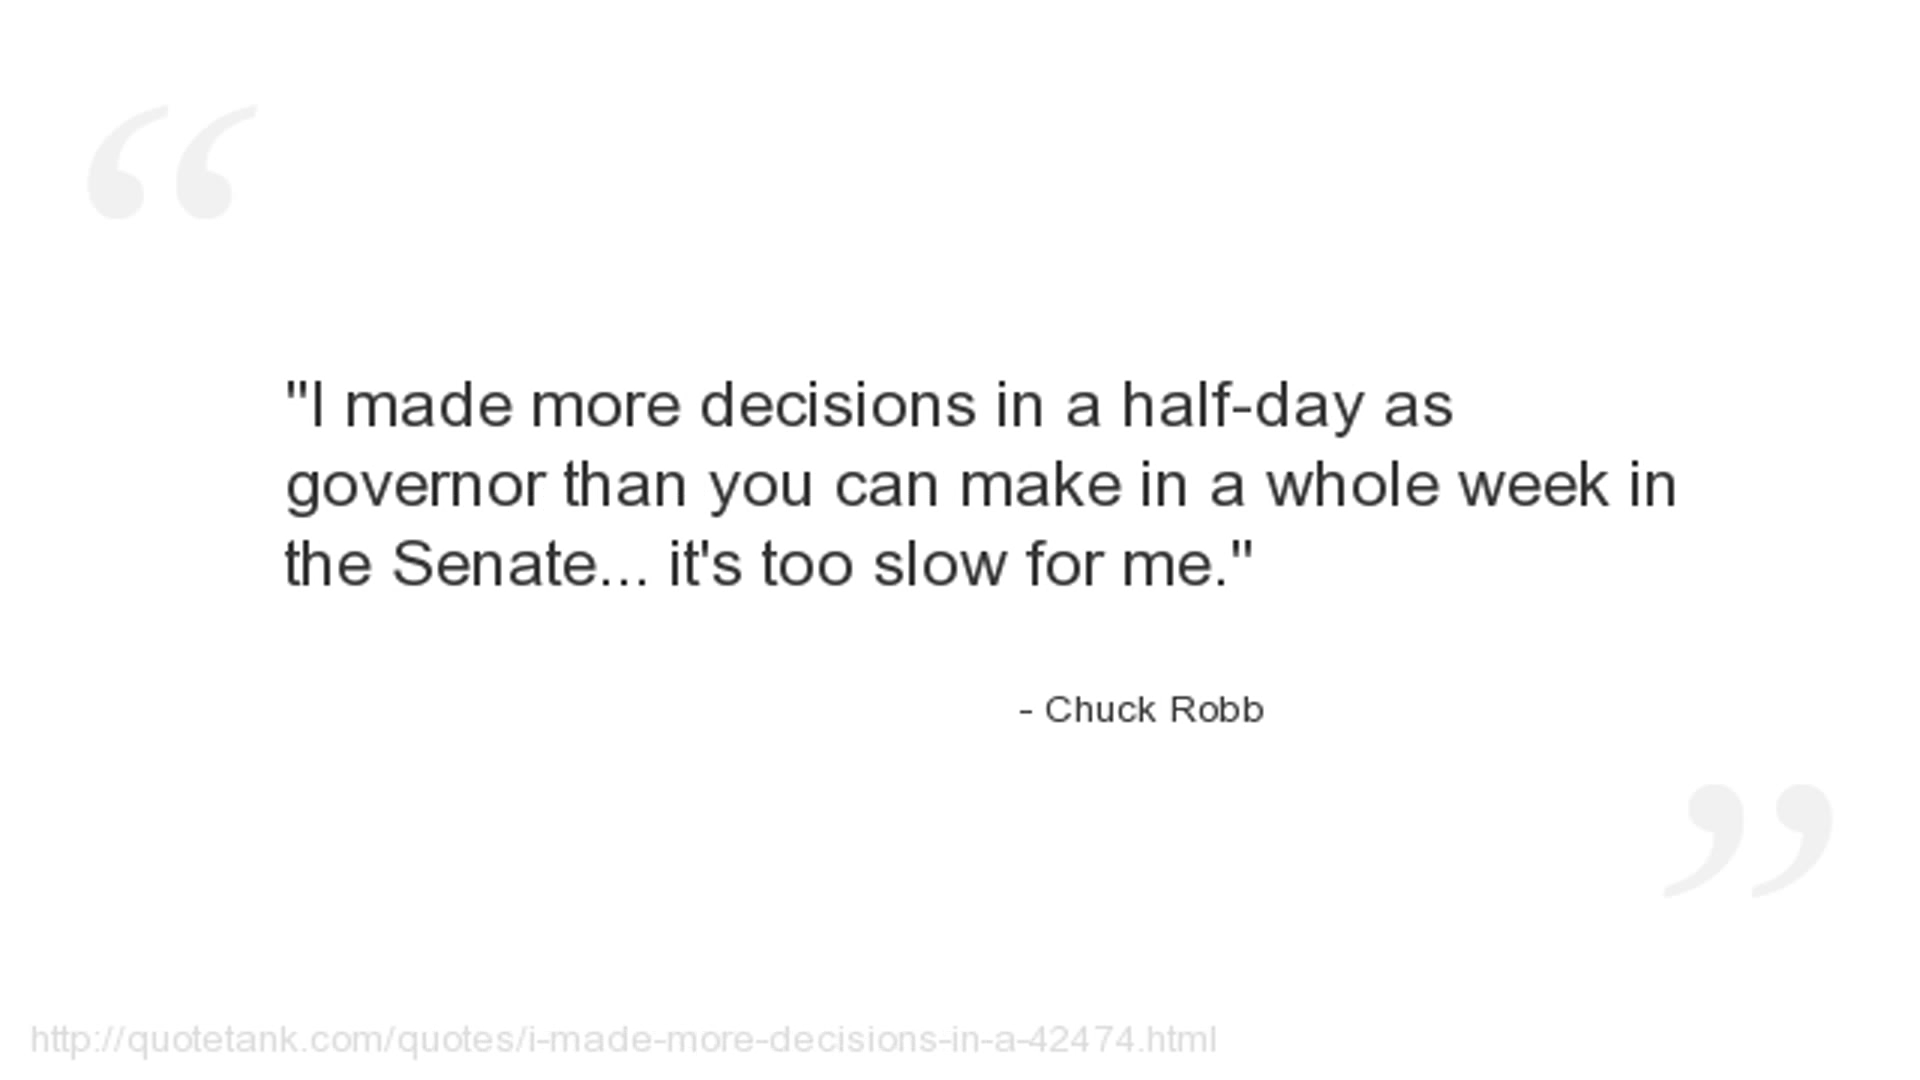 "I made more decisions in a half-day as
governor than you can make in a whole week in
the Senate... it's too slow for me."
- Chuck Robb
http://quotetank.com/quotes/i-made-more-decisions-in-a-42474.html